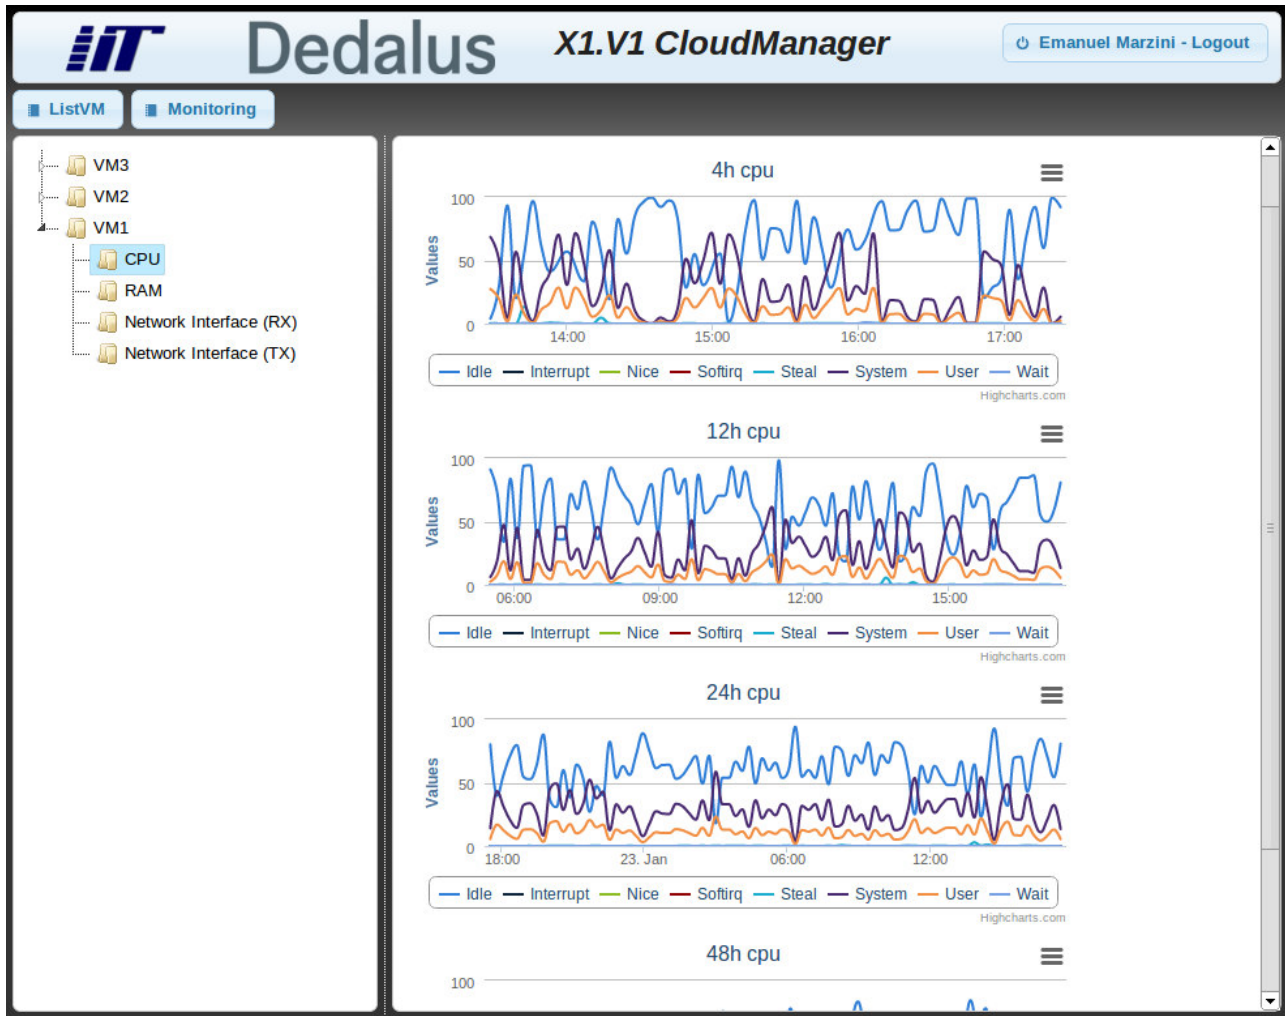 IIT Dedalus X1.V1 CloudManager Emanuel Marzini - Logout
ListVM Monitoring
VM3
VM2
VM1
CPU
RAM
Network Interface (RX)
Network Interface (TX)
4h cpu
Values
100
50
0
14:00 15:00 16:00 17:00
Idle Interrupt Nice Softirq Steal System User Wait
Highcharts.com
12h cpu
Values
100
50
0
06:00 09:00 12:00 15:00
Idle Interrupt Nice Softirq Steal System User Wait
Highcharts.com
24h cpu
Values
100
50
0
18:00 23. Jan 06:00 12:00
Idle Interrupt Nice Softirq Steal System User Wait
Highcharts.com
48h cpu
100